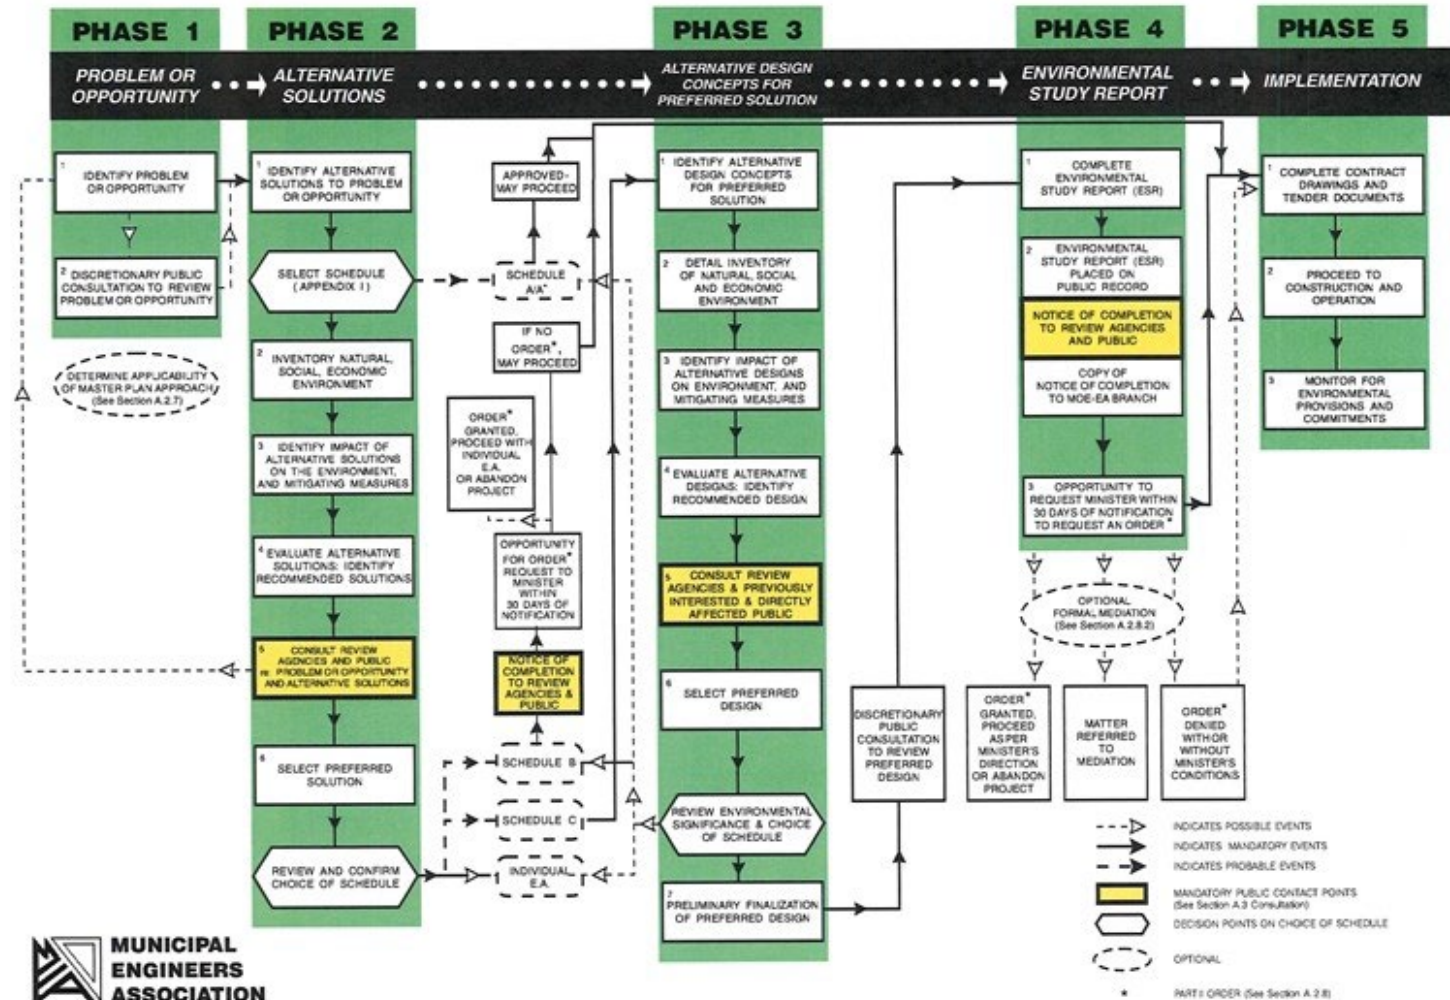 PHASE 1
PHASE 2
PHASE 3
PHASE 4
PHASE 5
PROBLEM OR
OPPORTUNITY
ALTERNATIVE
SOLUTIONS
ALTERNATIVE DESIGN
CONCEPTS FOR
PREFERRED SOLUTION
ENVIRONMENTAL
STUDY REPORT
IMPLEMENTATION
1 IDENTIFY PROBLEM
OR OPPORTUNITY
2 DISCRETIONARY PUBLIC
CONSULTATION TO REVIEW
PROBLEM OR OPPORTUNITY
DETERMINE APPLICABILITY
OF MASTER PLAN APPROACH
(See Section A.2.7)
1 IDENTIFY ALTERNATIVE
SOLUTIONS TO PROBLEM
OR OPPORTUNITY
SELECT SCHEDULE
(APPENDIX I)
2 INVENTORY NATURAL,
SOCIAL, ECONOMIC
ENVIRONMENT
3 IDENTIFY IMPACT OF
ALTERNATIVE SOLUTIONS
ON THE ENVIRONMENT,
AND MITIGATING MEASURES
4 EVALUATE ALTERNATIVE
SOLUTIONS: IDENTIFY
RECOMMENDED SOLUTIONS
5 CONSULT REVIEW
AGENCIES AND PUBLIC
re: PROBLEM OR OPPORTUNITY
AND ALTERNATIVE SOLUTIONS
6 SELECT PREFERRED
SOLUTION
REVIEW AND CONFIRM
CHOICE OF SCHEDULE
APPROVED-
MAY PROCEED
SCHEDULE
A/A+
IF NO
ORDER*,
MAY PROCEED
ORDER*
GRANTED,
PROCEED WITH
INDIVIDUAL
E.A.
OR ABANDON
PROJECT
OPPORTUNITY
FOR ORDER*
REQUEST TO
MINISTER
WITHIN
30 DAYS OF
NOTIFICATION
NOTICE OF
COMPLETION
TO REVIEW
AGENCIES &
PUBLIC
SCHEDULE B
SCHEDULE C
INDIVIDUAL
E.A.
1 IDENTIFY ALTERNATIVE
DESIGN CONCEPTS
FOR PREFERRED
SOLUTION
2 DETAIL INVENTORY
OF NATURAL, SOCIAL
AND ECONOMIC
ENVIRONMENT
3 IDENTIFY IMPACT OF
ALTERNATIVE DESIGNS
ON ENVIRONMENT, AND
MITIGATING MEASURES
4 EVALUATE ALTERNATIVE
DESIGNS: IDENTIFY
RECOMMENDED DESIGN
5 CONSULT REVIEW
AGENCIES & PREVIOUSLY
INTERESTED & DIRECTLY
AFFECTED PUBLIC
6 SELECT PREFERRED
DESIGN
REVIEW ENVIRONMENTAL
SIGNIFICANCE & CHOICE
OF SCHEDULE
7 PRELIMINARY FINALIZATION
OF PREFERRED DESIGN
DISCRETIONARY
PUBLIC
CONSULTATION
TO REVIEW
PREFERRED
DESIGN
1 COMPLETE
ENVIRONMENTAL
STUDY REPORT (ESR)
2 ENVIRONMENTAL
STUDY REPORT (ESR)
PLACED ON
PUBLIC RECORD
NOTICE OF COMPLETION
TO REVIEW AGENCIES
AND PUBLIC
COPY OF
NOTICE OF COMPLETION
TO MOE-EA BRANCH
3 OPPORTUNITY TO
REQUEST MINISTER WITHIN
30 DAYS OF NOTIFICATION
TO REQUEST AN ORDER*
OPTIONAL
FORMAL MEDIATION
(See Section A.2.8.2)
ORDER*
GRANTED,
PROCEED
AS PER
MINISTER'S
DIRECTION
OR ABANDON
PROJECT
MATTER
REFERRED
TO
MEDIATION
ORDER*
DENIED
WITH OR
WITHOUT
MINISTER'S
CONDITIONS
1 COMPLETE CONTRACT
DRAWINGS AND
TENDER DOCUMENTS
2 PROCEED TO
CONSTRUCTION AND
OPERATION
3 MONITOR FOR
ENVIRONMENTAL
PROVISIONS AND
COMMITMENTS
INDICATES POSSIBLE EVENTS
INDICATES MANDATORY EVENTS
INDICATES PROBABLE EVENTS
MANDATORY PUBLIC CONTACT POINTS
(See Section A.3 Consultation)
DECISION POINTS ON CHOICE OF SCHEDULE
OPTIONAL
* PART II ORDER (See Section A.2.8)
MUNICIPAL
ENGINEERS
ASSOCIATION